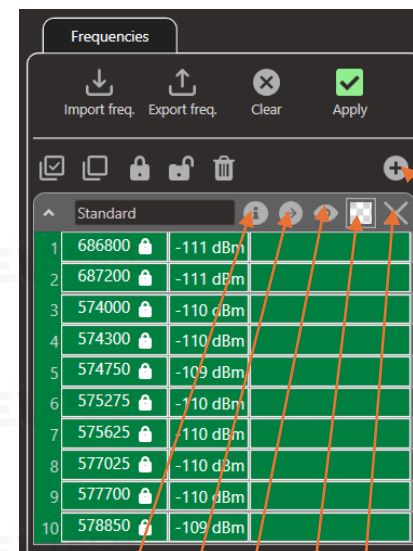 Frequencies
Import freq. Export freq. Clear Apply
Standard
1 686800 -111 dBm
2 687200 -111 dBm
3 574000 -110 dBm
4 574300 -110 dBm
5 574750 -109 dBm
6 575275 -110 dBm
7 575625 -110 dBm
8 577025 -110 dBm
9 577700 -110 dBm
10 578850 -109 dBm